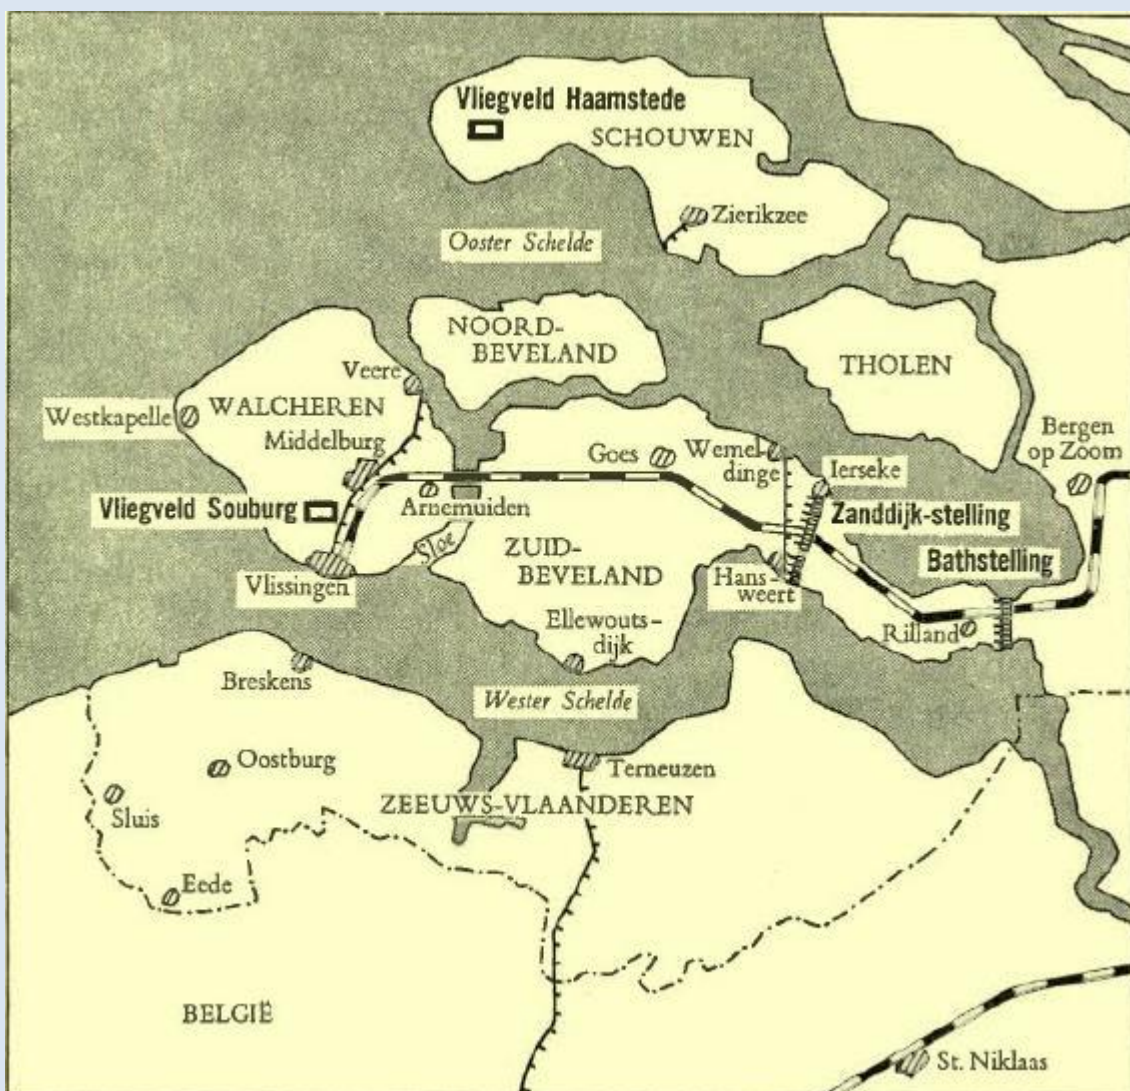 Vliegveld Haamstede
SCHOUWEN
Zierikzee
Ooster Schelde
NOORD-
BEVELAND
THOLEN
Veere
WALCHEREN
Westkapelle
Middelburg
Goes
Wemel-
dinge
Bergen
op Zoom
Ierseke
Vliegveld Souburg
Arnemuiden
Zanddijk-stelling
Sloe
ZUID-
BEVELAND
Bathstelling
Vlissingen
Hans-
weert
Ellewouts-
dijk
Rilland
Breskens
Wester Schelde
Oostburg
Terneuzen
ZEEUWS-VLAANDEREN
Sluis
Eede
BELGIË
St. Niklaas